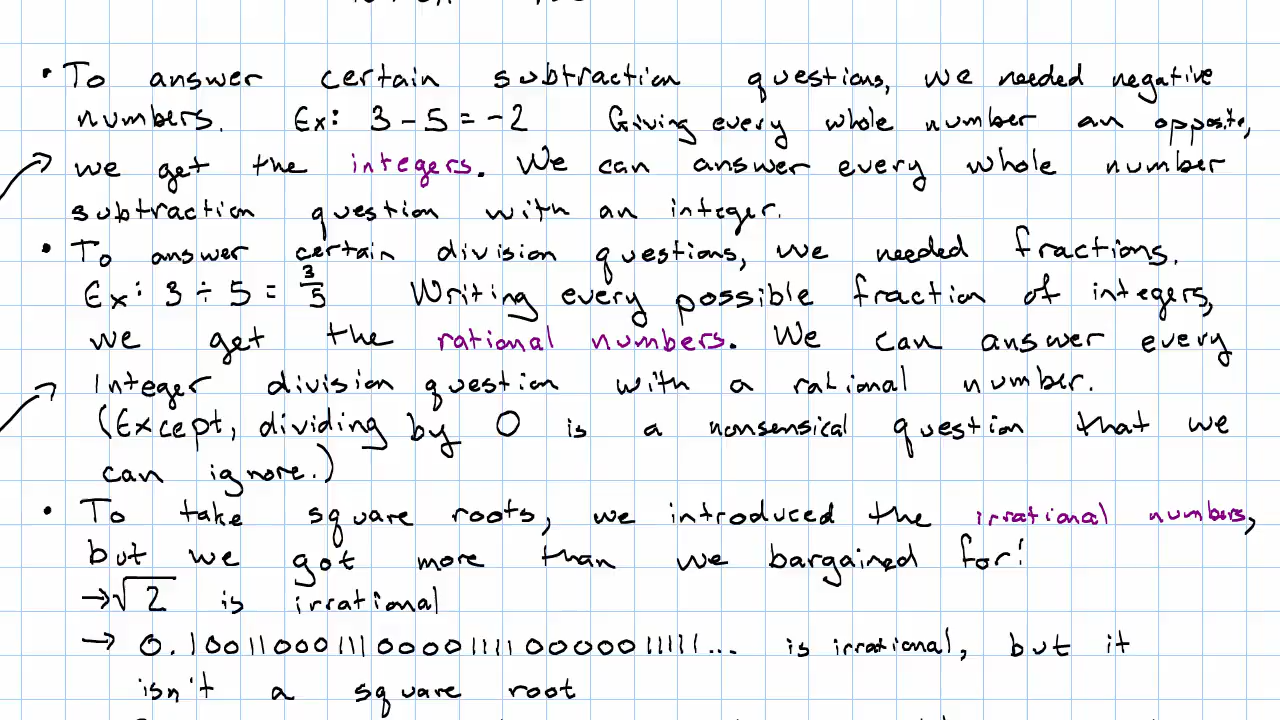 • To answer certain subtraction questions, we needed negative
numbers. Ex: 3 - 5 = -2 Giving every whole number an opposite,
we get the integers. We can answer every whole number
subtraction question with an integer.
• To answer certain division questions, we needed fractions.
Ex: 3 ÷ 5 = 3/5 Writing every possible fraction of integers,
we get the rational numbers. We can answer every
Integer division question with a rational number.
(Except, dividing by 0 is a nonsensical question that we
can ignore.)
• To take square roots, we introduced the irrational numbers,
but we got more than we bargained for!
→ √2 is irrational
→ 0.10011000111000011110000011111... is irrational, but it
isn't a square root